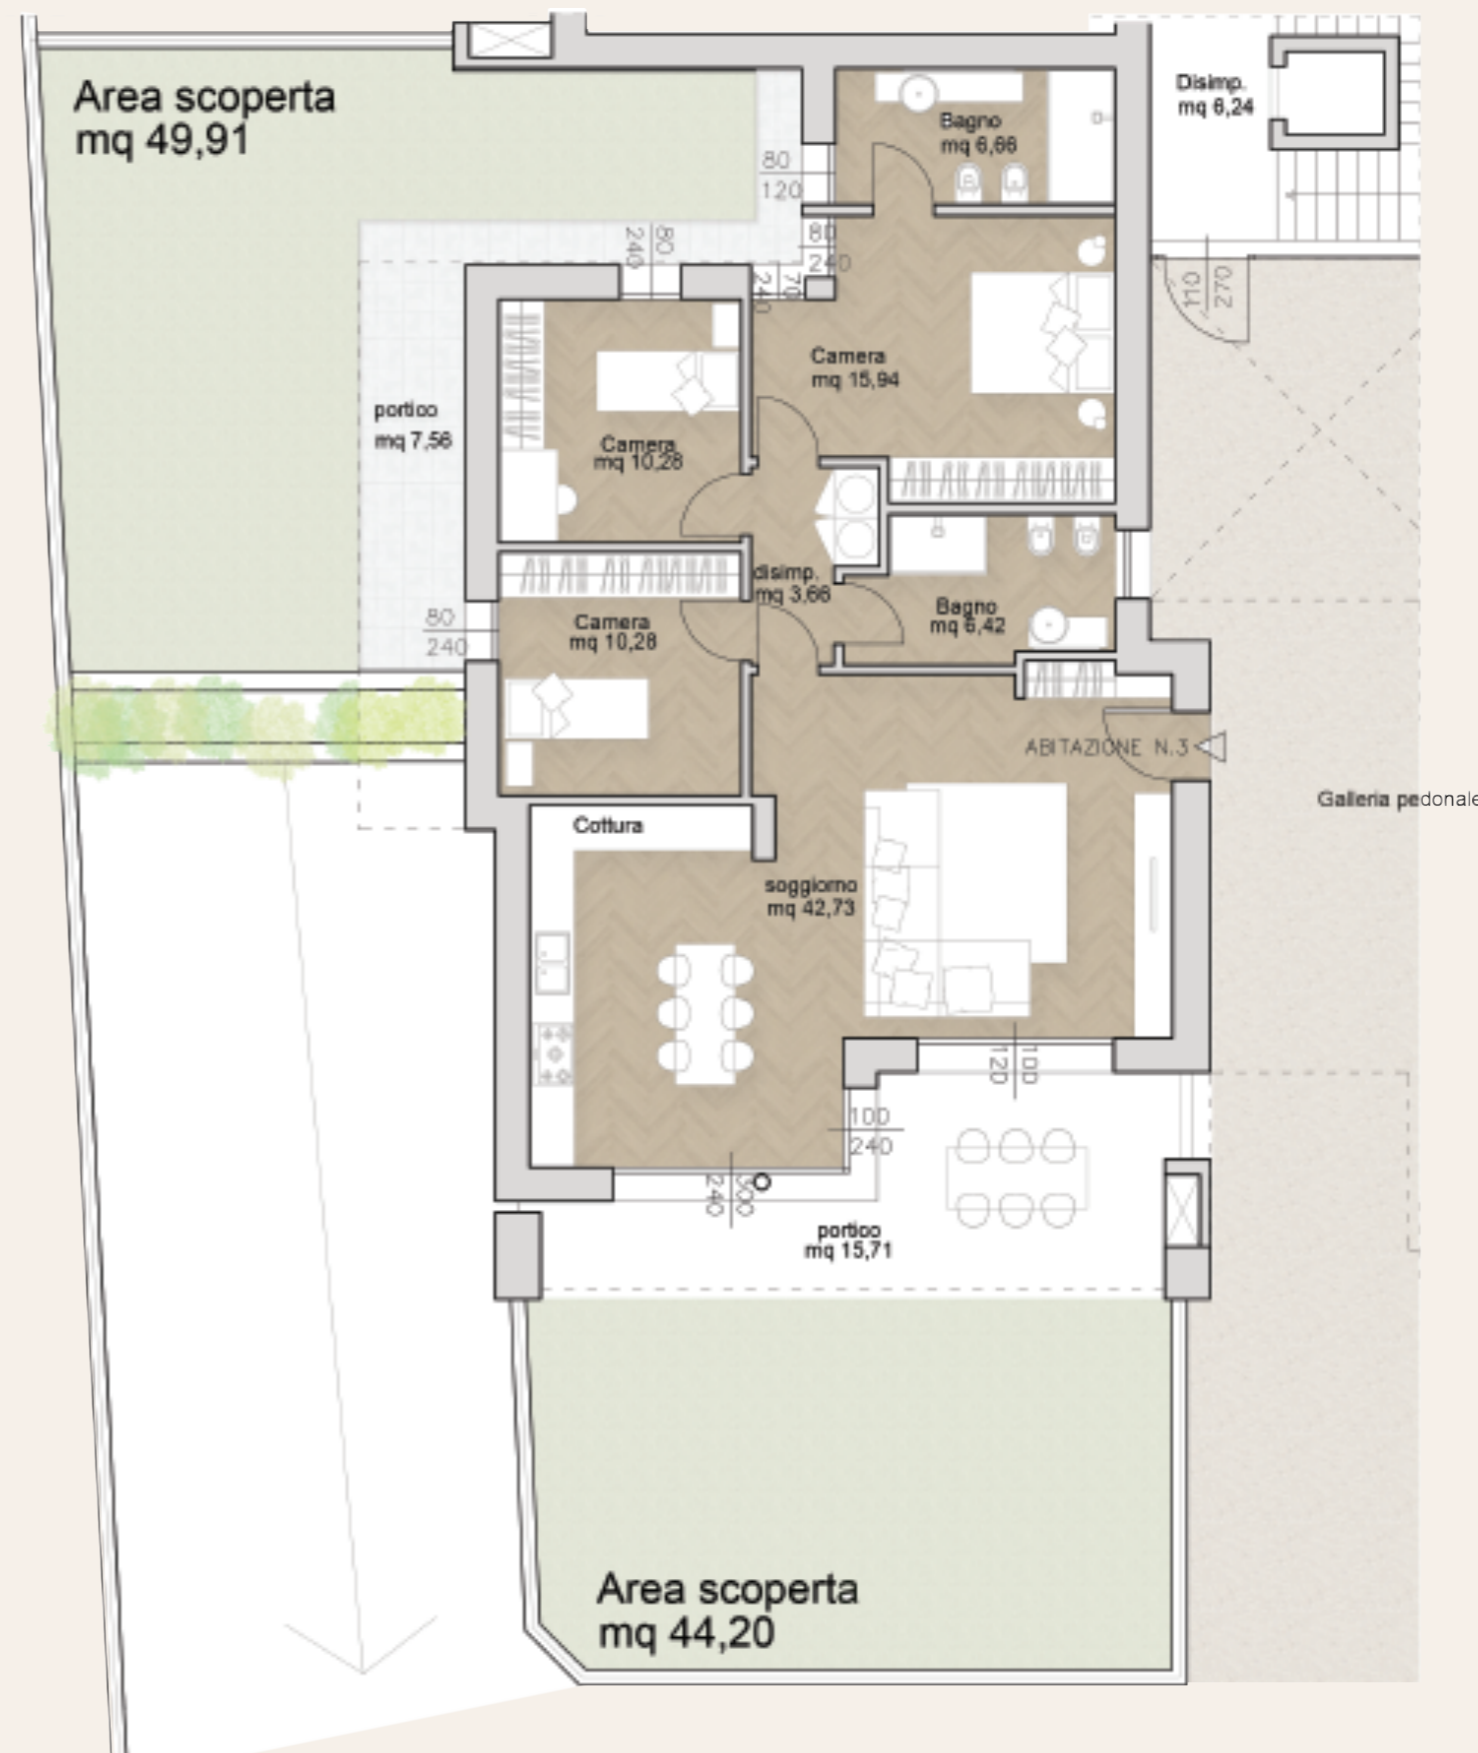 Area scoperta
mq 49,91
Disimp.
mq 6,24
Bagno
mq 6,66
80
120
80
240
80
240
70
240
110
270
Camera
mq 15,94
portico
mq 7,56
Camera
mq 10,28
disimp.
mq 3,66
Bagno
mq 6,42
Camera
mq 10,28
80
240
ABITAZIONE N.3
Galleria pedonale
Cottura
soggiorno
mq 42,73
100
120
100
240
300
240
portico
mq 15,71
Area scoperta
mq 44,20